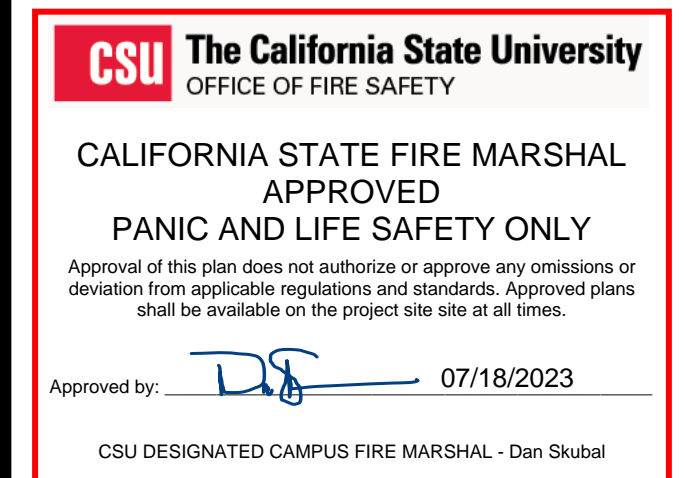 CSU The California State University
OFFICE OF FIRE SAFETY
CALIFORNIA STATE FIRE MARSHAL
APPROVED
PANIC AND LIFE SAFETY ONLY
Approval of this plan does not authorize or approve any omissions or
deviation from applicable regulations and standards. Approved plans
shall be available on the project site site at all times.
Approved by: 07/18/2023
CSU DESIGNATED CAMPUS FIRE MARSHAL - Dan Skubal